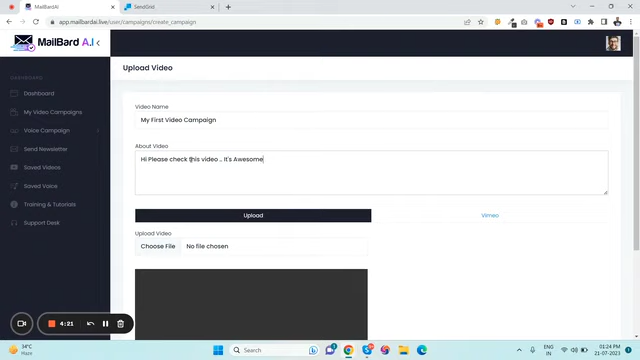 MailBardAI
SendGrid
app.mailbardai.live/user/campaigns/create_campaign
MailBard A.I
Upload Video
DASHBOARD
Dashboard
My Video Campaigns
Voice Campaign
Send Newsletter
Saved Videos
Saved Voice
Training & Tutorials
Support Desk
Video Name
My First Video Campaign
About Video
Hi Please check this video .. It's Awesome
Upload
Vimeo
Upload Video
Choose File No file chosen
4:21
34°C
Haze
Search
ENG
IN
01:24 PM
21-07-2023